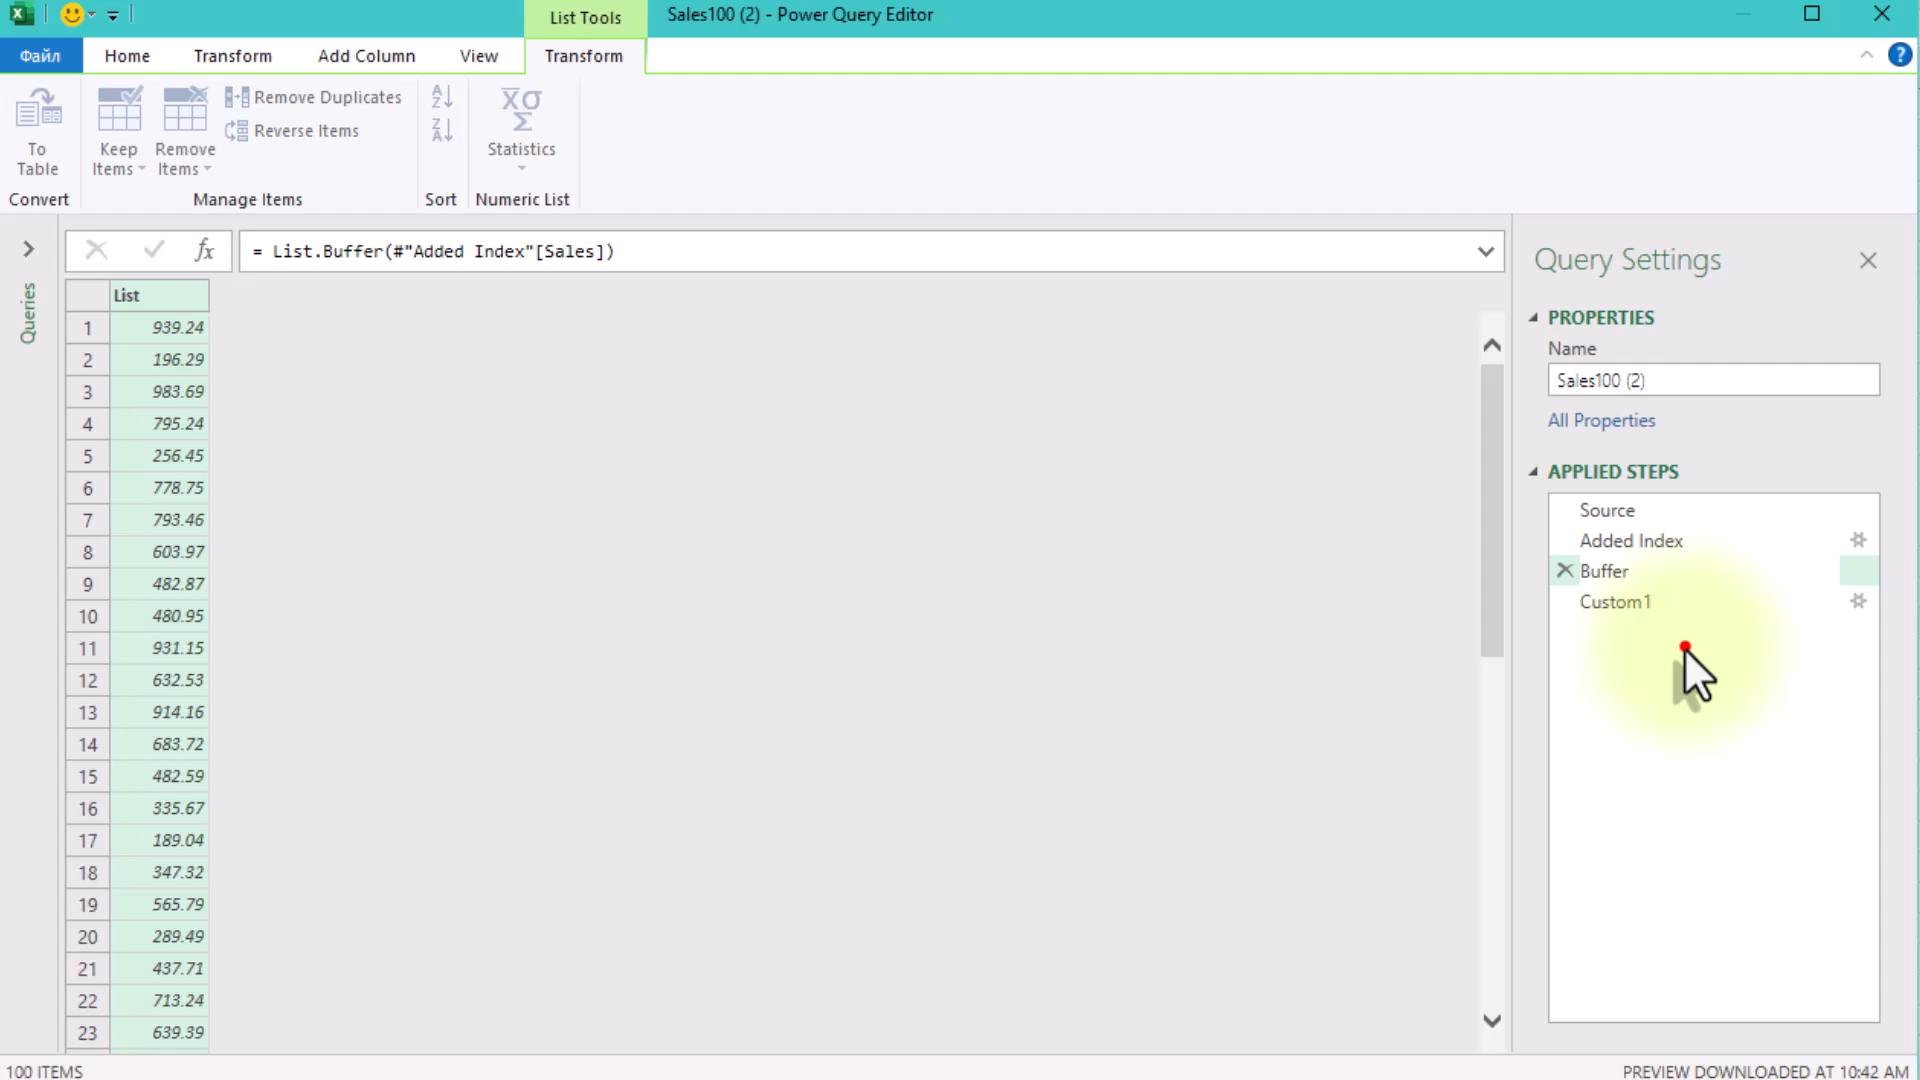 List Tools
Sales100 (2) - Power Query Editor
Файл
Home
Transform
Add Column
View
Transform
?
To
Table
Keep
Items
Remove
Items
Remove Duplicates
Reverse Items
A
Z
Z
A
Statistics
Convert
Manage Items
Sort
Numeric List
fx
= List.Buffer(#"Added Index"[Sales])
Queries
List
1 939.24
2 196.29
3 983.69
4 795.24
5 256.45
6 778.75
7 793.46
8 603.97
9 482.87
10 480.95
11 931.15
12 632.53
13 914.16
14 683.72
15 482.59
16 335.67
17 189.04
18 347.32
19 565.79
20 289.49
21 437.71
22 713.24
23 639.39
Query Settings
PROPERTIES
Name
Sales100 (2)
All Properties
APPLIED STEPS
Source
Added Index
Buffer
Custom1
100 ITEMS
PREVIEW DOWNLOADED AT 10:42 AM